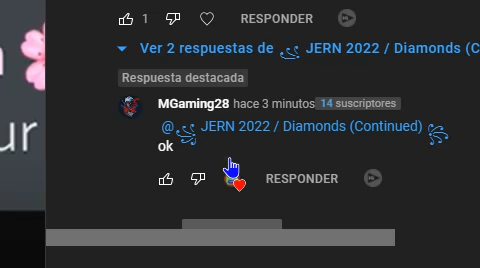 1 RESPONDER
Ver 2 respuestas de ꧁ JERN 2022 / Diamonds (C
Respuesta destacada
MGaming28 hace 3 minutos 14 suscriptores
@꧁ JERN 2022 / Diamonds (Continued) ꧂
ok
RESPONDER
ur